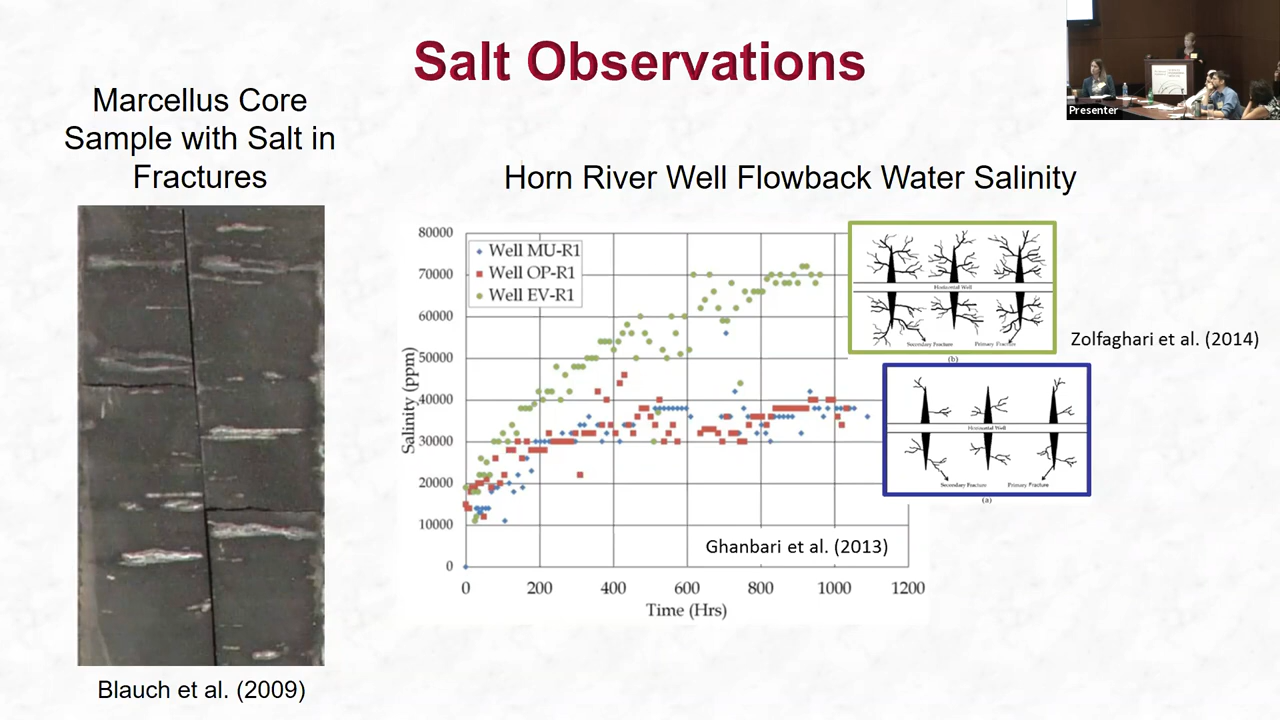 Salt Observations
Presenter
Marcellus Core
Sample with Salt in
Fractures
Horn River Well Flowback Water Salinity
Blauch et al. (2009)
Salinity (ppm)
80000
70000
60000
50000
40000
30000
20000
10000
0
Well MU-R1
Well OP-R1
Well EV-R1
0 200 400 600 800 1000 1200
Time (Hrs)
Ghanbari et al. (2013)
Horizontal Well
Secondary Fracture Primary Fracture
(b)
Zolfaghari et al. (2014)
Horizontal Well
Secondary Fracture Primary Fracture
(a)